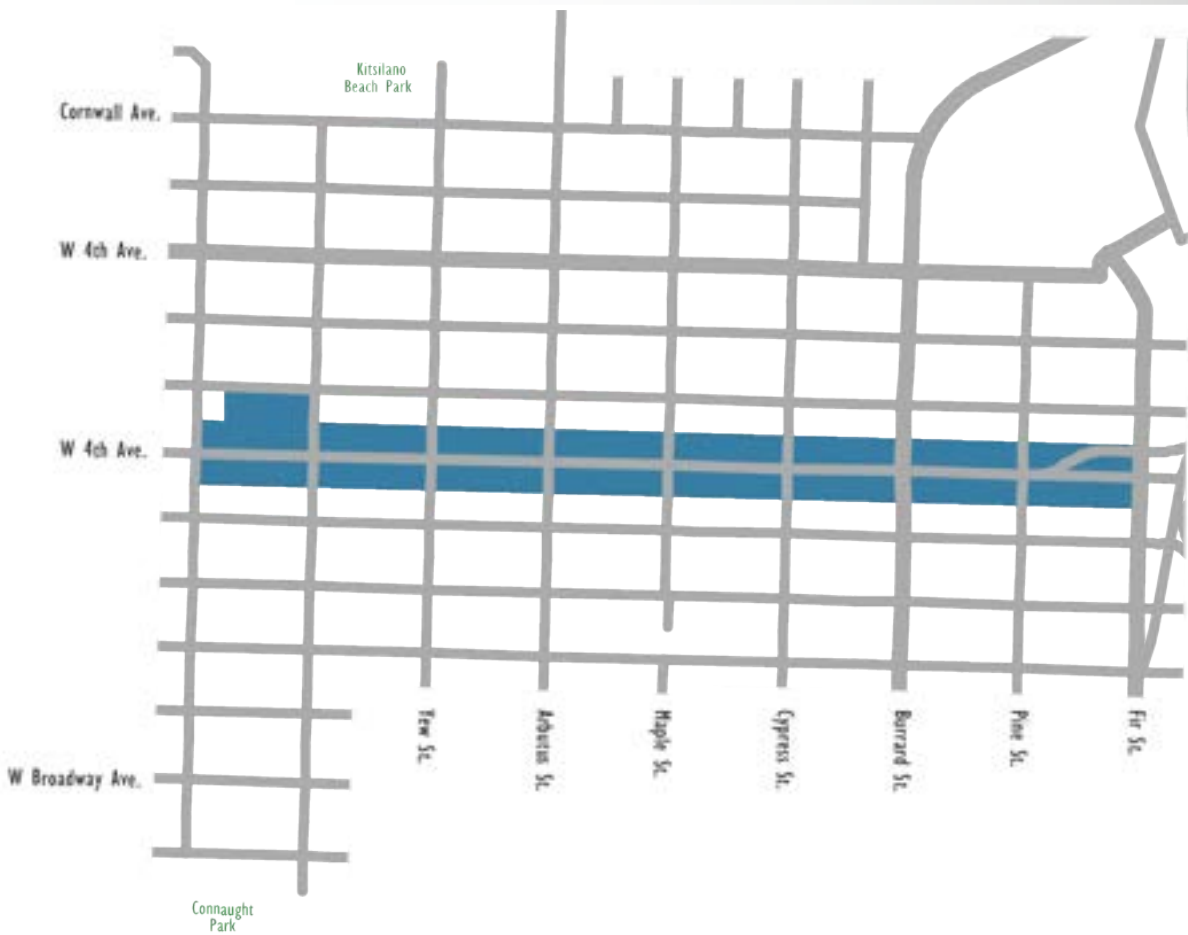 Kitsilano
Beach Park
Cornwall Ave.
W 4th Ave.
W 4th Ave.
Yew St.
Arbutus St.
Maple St.
Cypress St.
Burrard St.
Pine St.
Fir St.
W Broadway Ave.
Connaught
Park